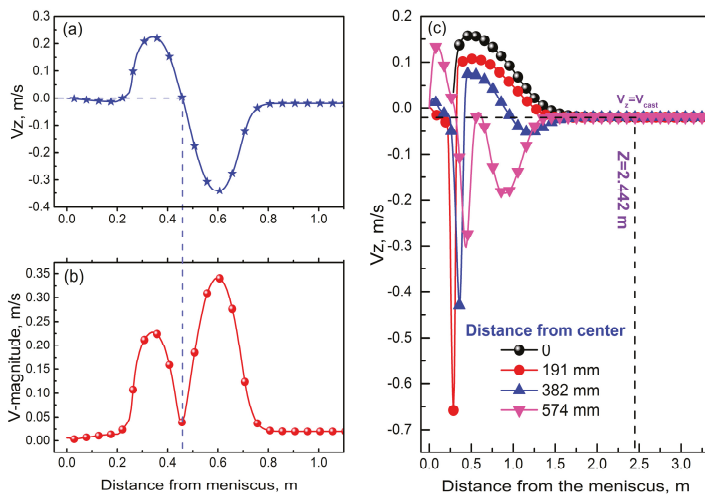 (a)
Vz, m/s
0.3
0.2
0.1
0.0
-0.1
-0.2
-0.3
-0.4
0.0 0.2 0.4 0.6 0.8 1.0
(b)
V-magnitude, m/s
0.35
0.30
0.25
0.20
0.15
0.10
0.05
0.00
0.0 0.2 0.4 0.6 0.8 1.0
Distance from meniscus, m
(c)
Vz, m/s
0.2
0.1
0.0
-0.1
-0.2
-0.3
-0.4
-0.5
-0.6
-0.7
Vz=Vcast
Z=2.442 m
Distance from center
0
191 mm
382 mm
574 mm
0.0 0.5 1.0 1.5 2.0 2.5 3.0
Distance from the meniscus, m